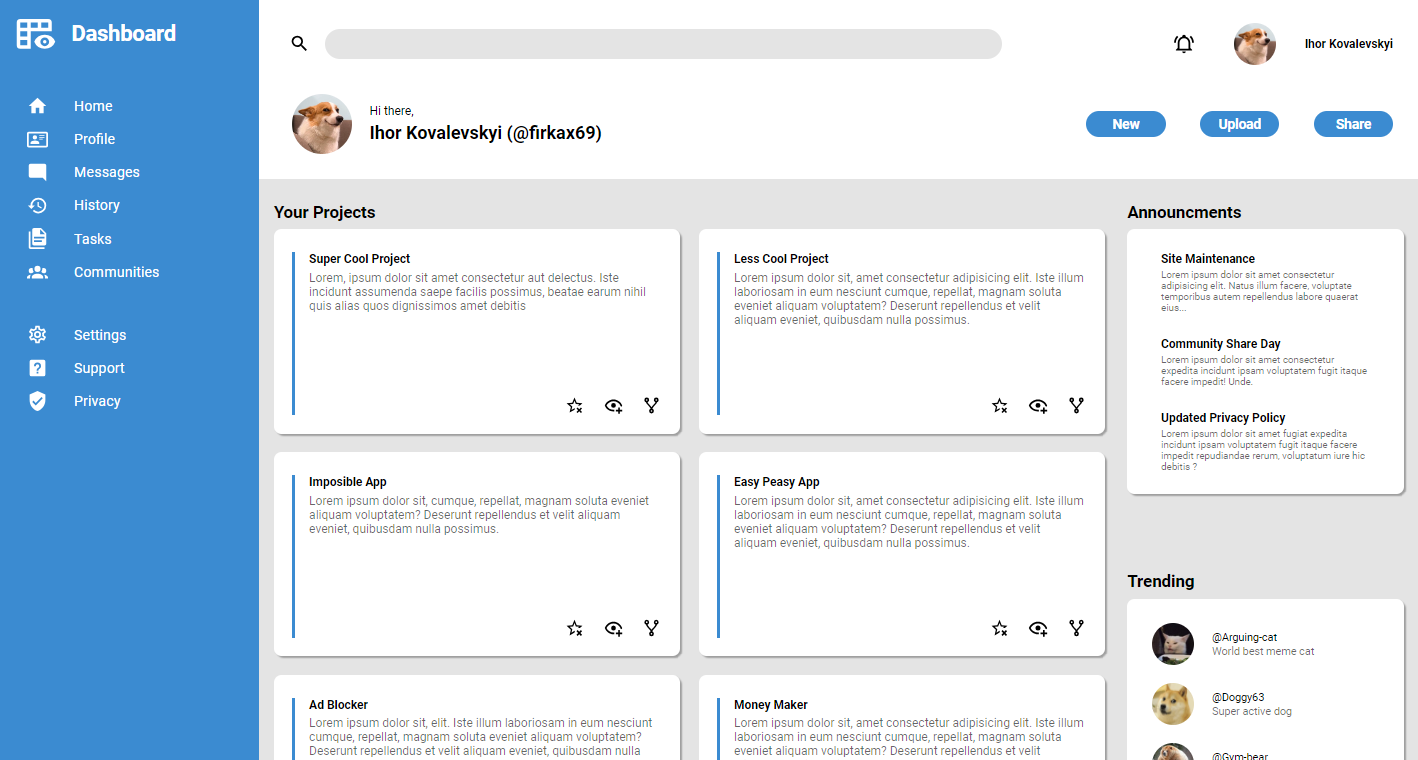 Dashboard
Home
Profile
Messages
History
Tasks
Communities
Settings
Support
Privacy
Ihor Kovalevskyi
Hi there,
Ihor Kovalevskyi (@firkax69)
New
Upload
Share
Your Projects
Super Cool Project
Lorem, ipsum dolor sit amet consectetur aut delectus. Iste
incidunt assumenda saepe facilis possimus, beatae earum nihil
quis alias quos dignissimos amet debitis
Less Cool Project
Lorem ipsum dolor sit, amet consectetur adipisicing elit. Iste illum
laboriosam in eum nesciunt cumque, repellat, magnam soluta
eveniet aliquam voluptatem? Deserunt repellendus et velit
aliquam eveniet, quibusdam nulla possimus.
Imposible App
Lorem ipsum dolor sit, cumque, repellat, magnam soluta eveniet
aliquam voluptatem? Deserunt repellendus et velit aliquam
eveniet, quibusdam nulla possimus.
Easy Peasy App
Lorem ipsum dolor sit, amet consectetur adipisicing elit. Iste illum
laboriosam in eum nesciunt cumque, repellat, magnam soluta
eveniet aliquam voluptatem? Deserunt repellendus et velit
aliquam eveniet, quibusdam nulla possimus.
Ad Blocker
Lorem ipsum dolor sit, elit. Iste illum laboriosam in eum nesciunt
cumque, repellat, magnam soluta eveniet aliquam voluptatem?
Deserunt repellendus et velit aliquam eveniet, quibusdam nulla
Money Maker
Lorem ipsum dolor sit, amet consectetur adipisicing elit. Iste illum
laboriosam in eum nesciunt cumque, repellat, magnam soluta
eveniet aliquam voluptatem? Deserunt repellendus et velit
Announcments
Site Maintenance
Lorem ipsum dolor sit amet consectetur
adipisicing elit. Natus illum facere, voluptate
temporibus autem repellendus labore quaerat
eius...
Community Share Day
Lorem ipsum dolor sit amet consectetur
expedita incidunt ipsam voluptatem fugit itaque
facere impedit! Unde.
Updated Privacy Policy
Lorem ipsum dolor sit amet fugiat expedita
incidunt ipsam voluptatem fugit itaque facere
impedit repudiandae rerum, voluptatum iure hic
debitis ?
Trending
@Arguing-cat
World best meme cat
@Doggy63
Super active dog
@Gym-bear